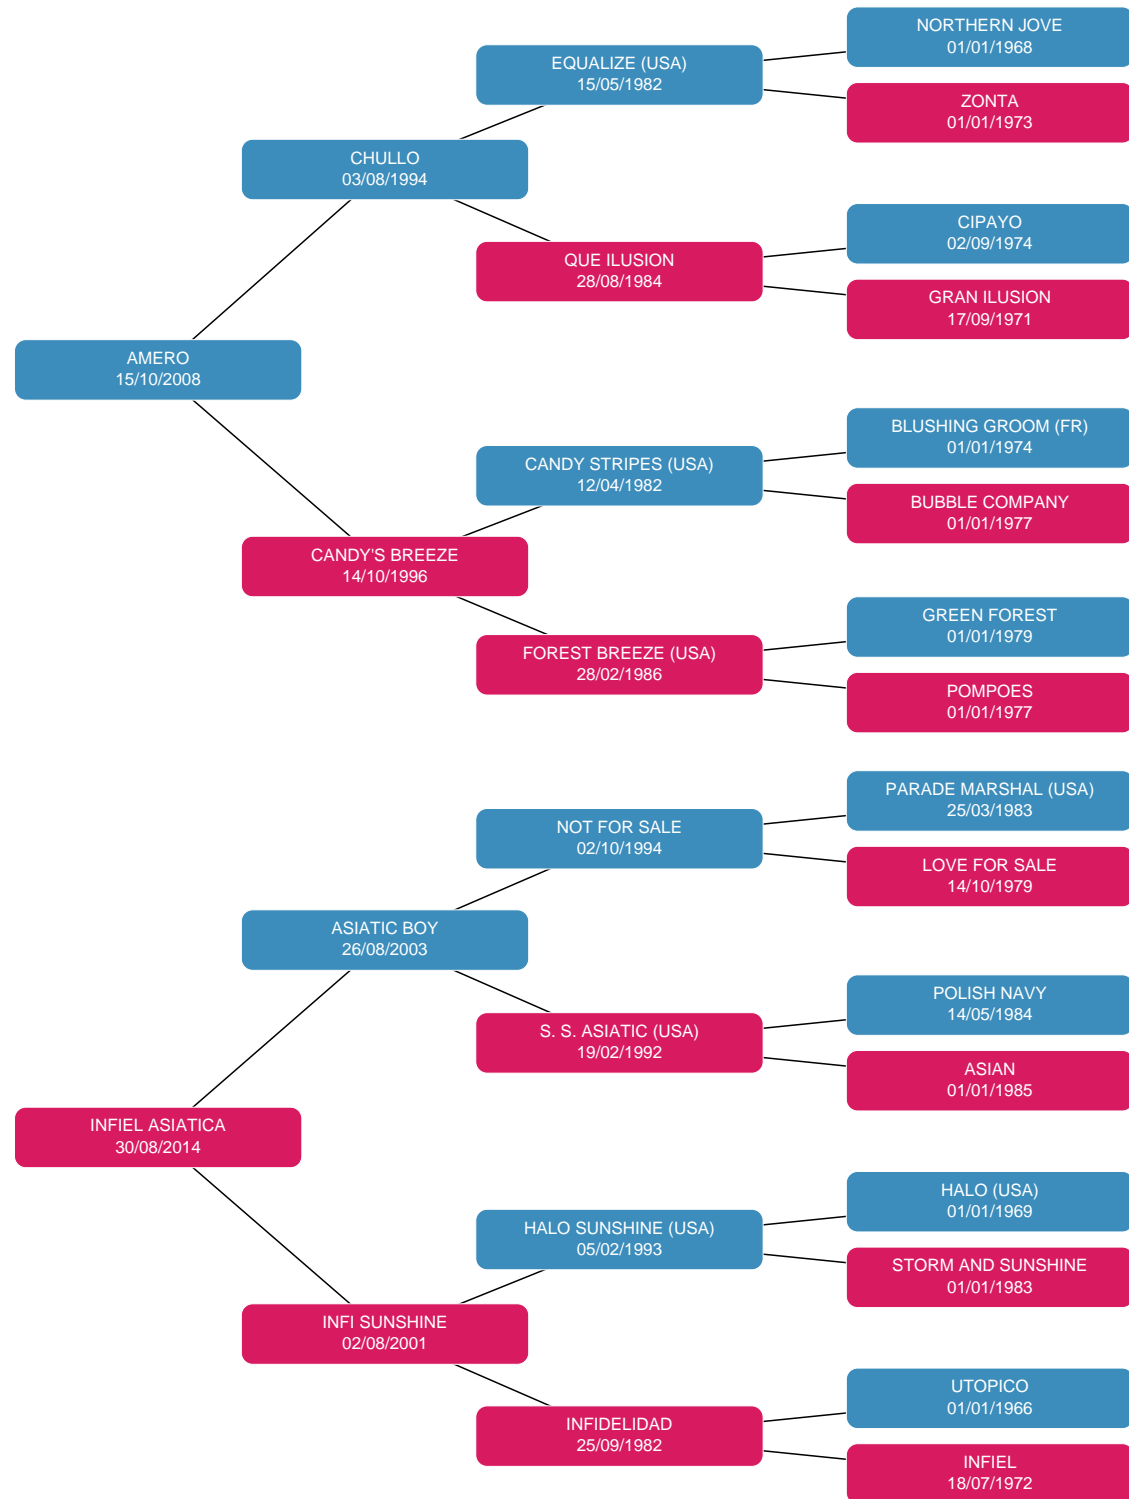 NORTHERN JOVE
01/01/1968
EQUALIZE (USA)
15/05/1982
ZONTA
01/01/1973
CHULLO
03/08/1994
CIPAYO
02/09/1974
QUE ILUSION
28/08/1984
GRAN ILUSION
17/09/1971
AMERO
15/10/2008
BLUSHING GROOM (FR)
01/01/1974
CANDY STRIPES (USA)
12/04/1982
BUBBLE COMPANY
01/01/1977
CANDY'S BREEZE
14/10/1996
GREEN FOREST
01/01/1979
FOREST BREEZE (USA)
28/02/1986
POMPOES
01/01/1977
PARADE MARSHAL (USA)
25/03/1983
NOT FOR SALE
02/10/1994
LOVE FOR SALE
14/10/1979
ASIATIC BOY
26/08/2003
POLISH NAVY
14/05/1984
S. S. ASIATIC (USA)
19/02/1992
ASIAN
01/01/1985
INFIEL ASIATICA
30/08/2014
HALO (USA)
01/01/1969
HALO SUNSHINE (USA)
05/02/1993
STORM AND SUNSHINE
01/01/1983
INFI SUNSHINE
02/08/2001
UTOPICO
01/01/1966
INFIDELIDAD
25/09/1982
INFIEL
18/07/1972